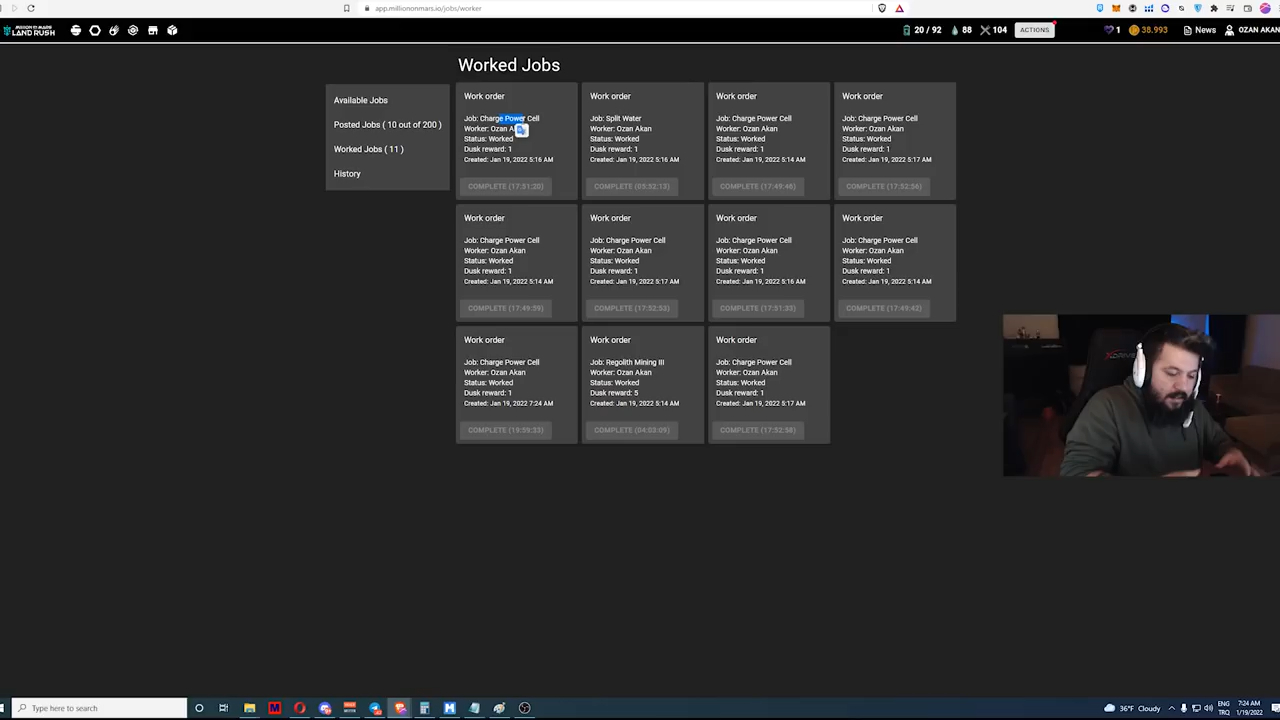 app.milliononmars.io/jobs/worker
MILLION ON MARS
LAND RUSH
20 / 92
88
104
ACTIONS
1
38.993
News
OZAN AKAN
Worked Jobs
Available Jobs
Posted Jobs ( 10 out of 200 )
Worked Jobs ( 11 )
History
Work order
Job: Charge Power Cell
Worker: Ozan A
Status: Worked
Dusk reward: 1
Created: Jan 19, 2022 5:16 AM
COMPLETE (17:51:20)
Work order
Job: Split Water
Worker: Ozan Akan
Status: Worked
Dusk reward: 1
Created: Jan 19, 2022 5:16 AM
COMPLETE (05:52:13)
Work order
Job: Charge Power Cell
Worker: Ozan Akan
Status: Worked
Dusk reward: 1
Created: Jan 19, 2022 5:14 AM
COMPLETE (17:49:46)
Work order
Job: Charge Power Cell
Worker: Ozan Akan
Status: Worked
Dusk reward: 1
Created: Jan 19, 2022 5:17 AM
COMPLETE (17:52:56)
Work order
Job: Charge Power Cell
Worker: Ozan Akan
Status: Worked
Dusk reward: 1
Created: Jan 19, 2022 5:14 AM
COMPLETE (17:49:59)
Work order
Job: Charge Power Cell
Worker: Ozan Akan
Status: Worked
Dusk reward: 1
Created: Jan 19, 2022 5:17 AM
COMPLETE (17:52:53)
Work order
Job: Charge Power Cell
Worker: Ozan Akan
Status: Worked
Dusk reward: 1
Created: Jan 19, 2022 5:16 AM
COMPLETE (17:51:33)
Work order
Job: Charge Power Cell
Worker: Ozan Akan
Status: Worked
Dusk reward: 1
Created: Jan 19, 2022 5:14 AM
COMPLETE (17:49:42)
Work order
Job: Charge Power Cell
Worker: Ozan Akan
Status: Worked
Dusk reward: 1
Created: Jan 19, 2022 7:24 AM
COMPLETE (19:59:33)
Work order
Job: Regolith Mining III
Worker: Ozan Akan
Status: Worked
Dusk reward: 5
Created: Jan 19, 2022 5:14 AM
COMPLETE (04:50:09)
Work order
Job: Charge Power Cell
Worker: Ozan Akan
Status: Worked
Dusk reward: 1
Created: Jan 19, 2022 5:17 AM
COMPLETE (17:52:58)
XDRIVE
Type here to search
36°F Cloudy
ENG
TRQ
7:24 AM
1/19/2022